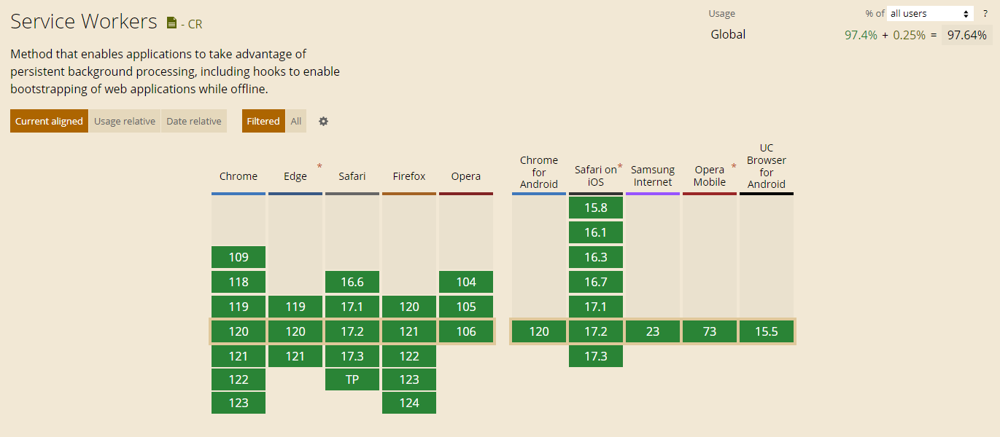 Service Workers - CR
Usage % of all users ?
Global 97.4% + 0.25% = 97.64%
Method that enables applications to take advantage of
persistent background processing, including hooks to enable
bootstrapping of web applications while offline.
Current aligned Usage relative Date relative Filtered All
Chrome Edge * Safari Firefox Opera
Chrome
for
Android
Safari on *
iOS
Samsung
Internet
Opera *
Mobile
UC
Browser
for
Android
15.8
16.1
109 16.3
118 16.6 104 16.7
119 119 17.1 120 105 17.1
120 120 17.2 121 106 120 17.2 23 73 15.5
121 121 17.3 122 17.3
122 TP 123
123 124